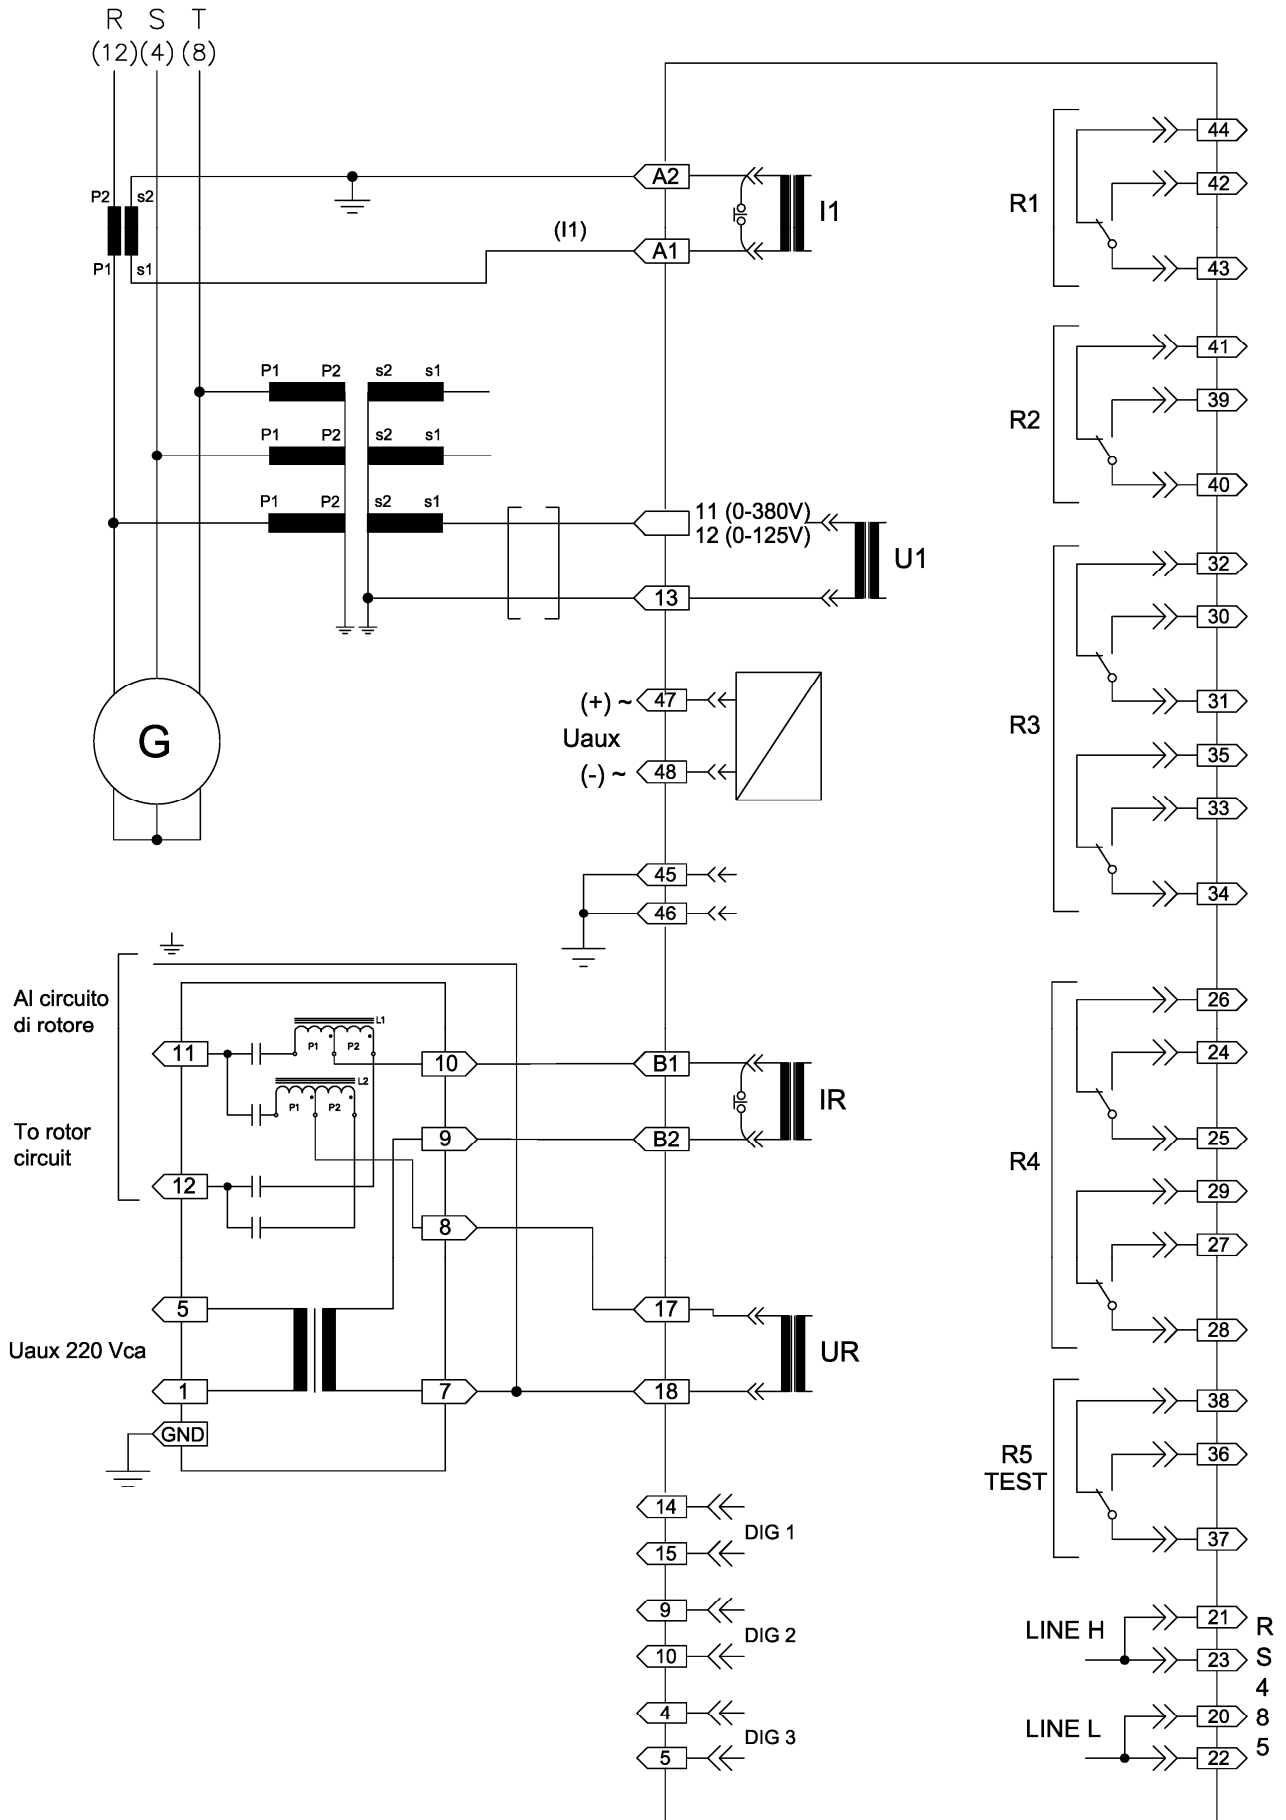 R S T
(12) (4) (8)
44
A2
P2 s2
42
R1
I1
(I1)
A1
P1 s1
43
41
P1 P2 s2 s1
39
R2
P1 P2 s2 s1
40
P1 P2 s2 s1
11 (0-380V)
12 (0-125V)
U1
13
32
30
31
R3
35
33
34
(+) ~ 47
Uaux
(-) ~ 48
G
45
46
Al circuito
di rotore
To rotor
circuit
11
L1
P1 P2
10
L2
P1 P2
9
12
8
5
Uaux 220 Vca
1
7
GND
B1
IR
B2
17
UR
18
26
24
25
R4
29
27
28
38
R5
TEST
36
37
14
DIG 1
15
9
DIG 2
10
4
DIG 3
5
LINE H
21
23
LINE L
20
22
R
S
4
8
5